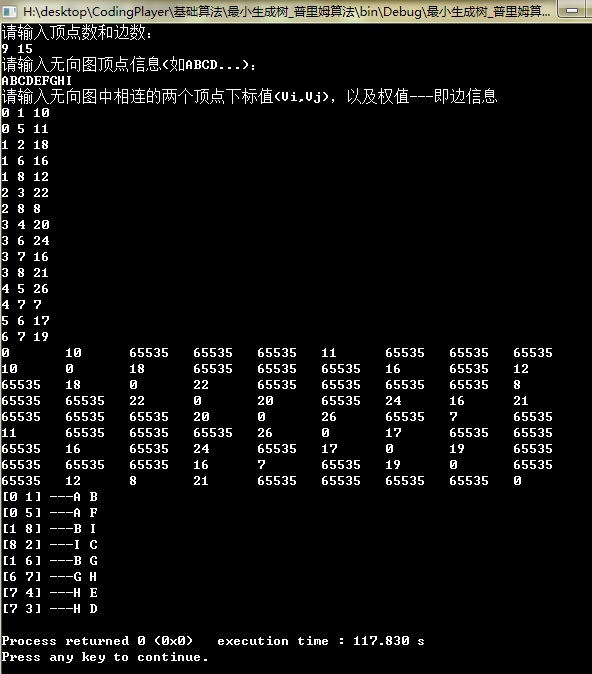 H:\desktop\CodingPlayer\基础算法\最小生成树_普里姆算法\bin\Debug\最小生成树_普里姆算...
请输入顶点数和边数:
9 15
请输入无向图顶点信息(如ABCD...):
ABCDEFGHI
请输入无向图中相连的两个顶点下标值(Vi,Vj), 以及权值---即边信息
0 1 10
0 5 11
1 2 18
1 6 16
1 8 12
2 3 22
2 8 8
3 4 20
3 6 24
3 7 16
3 8 21
4 5 26
4 7 7
5 6 17
6 7 19
0 10 65535 65535 65535 11 65535 65535 65535
10 0 18 65535 65535 65535 16 65535 12
65535 18 0 22 65535 65535 65535 65535 8
65535 65535 22 0 20 65535 24 16 21
65535 65535 65535 20 0 26 65535 7 65535
11 65535 65535 65535 26 0 17 65535 65535
65535 16 65535 24 65535 17 0 19 65535
65535 65535 65535 16 7 65535 19 0 65535
65535 12 8 21 65535 65535 65535 65535 0
[0 1] ---A B
[0 5] ---A F
[1 8] ---B I
[8 2] ---I C
[1 6] ---B G
[6 7] ---G H
[7 4] ---H E
[7 3] ---H D
Process returned 0 (0x0) execution time : 117.830 s
Press any key to continue.